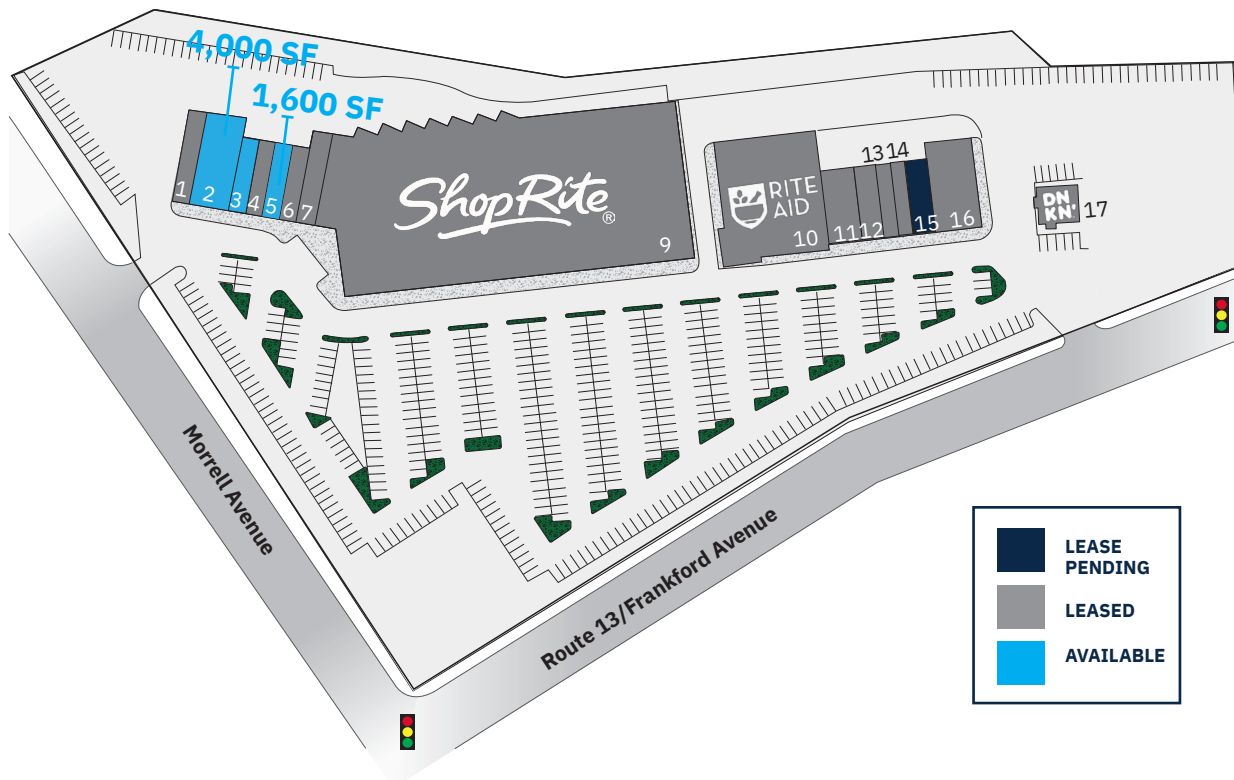 4,000 SF
1,600 SF
1
2
3
4
5
6
7
ShopRite®
9
RITE
AID
10
11
12
13
14
15
16
DN
KN'
17
Morrell Avenue
Route 13/Frankford Avenue
LEASE
PENDING
LEASED
AVAILABLE